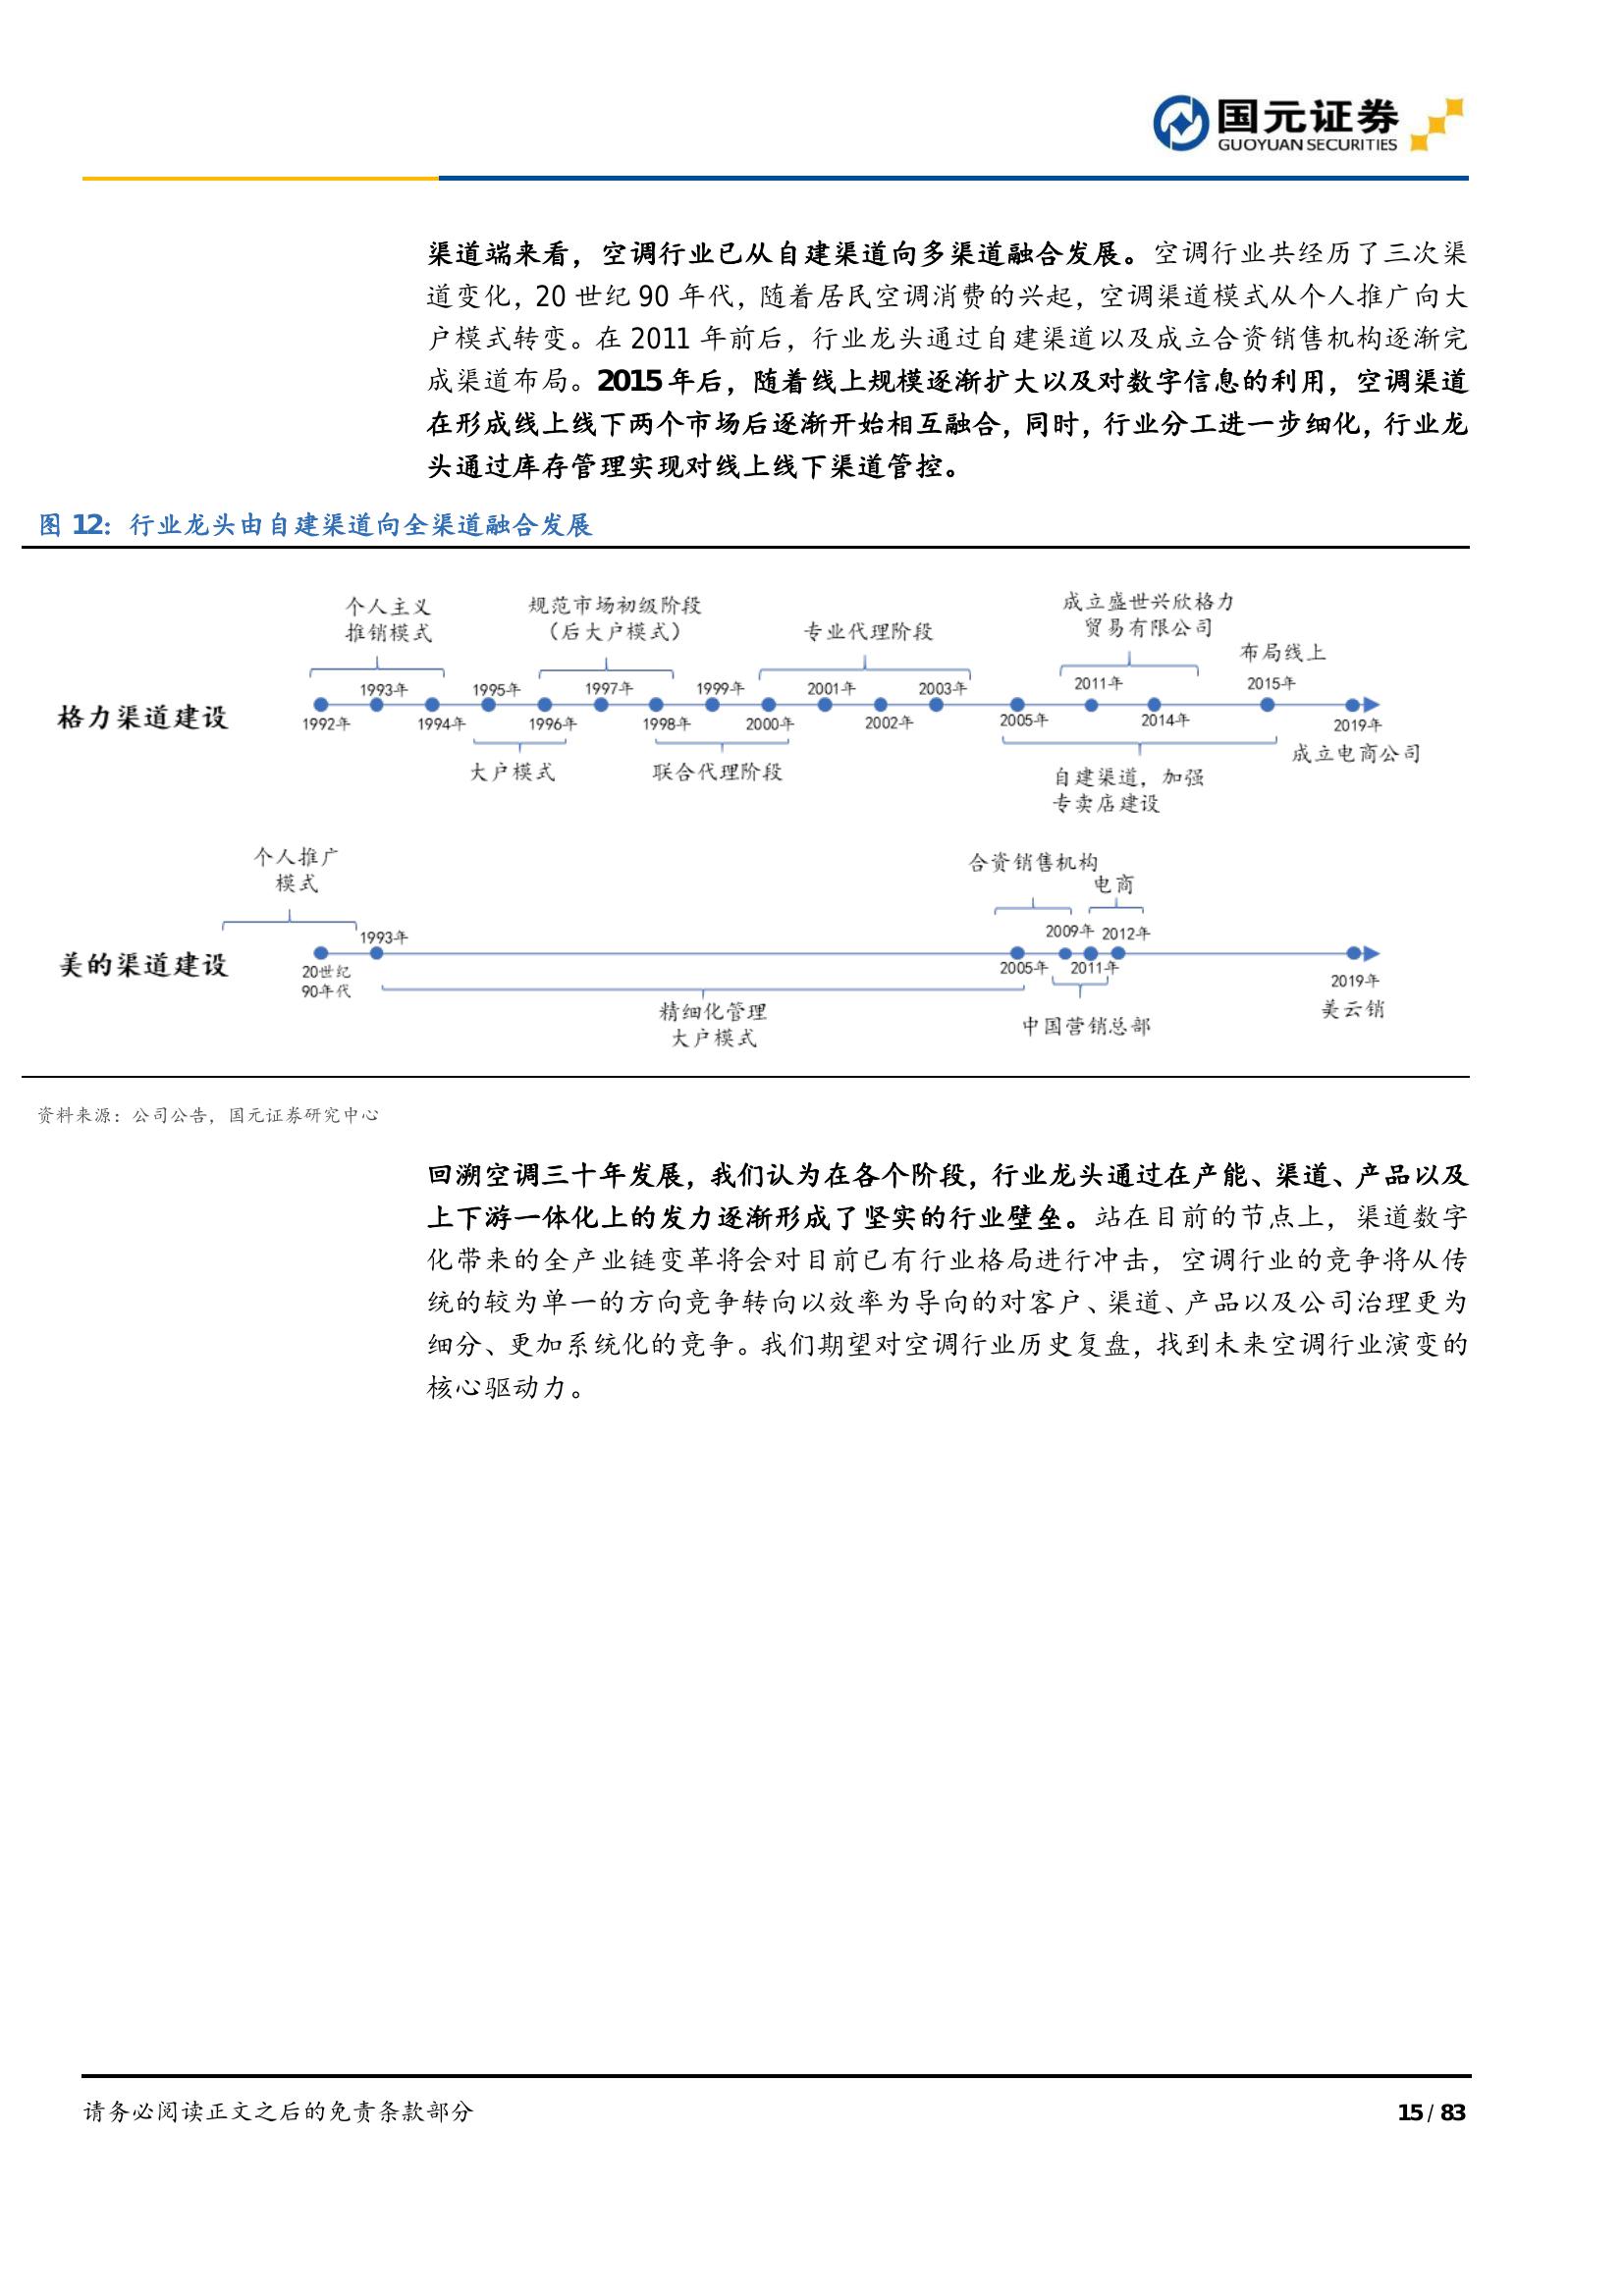 国元证券
GUOYUAN SECURITIES
渠道端来看，空调行业已从自建渠道向多渠道融合发展。空调行业共经历了三次渠
道变化，20 世纪 90 年代，随着居民空调消费的兴起，空调渠道模式从个人推广向大
户模式转变。在 2011 年前后，行业龙头通过自建渠道以及成立合资销售机构逐渐完
成渠道布局。2015 年后，随着线上规模逐渐扩大以及对数字信息的利用，空调渠道
在形成线上线下两个市场后逐渐开始相互融合，同时，行业分工进一步细化，行业龙
头通过库存管理实现对线上线下渠道管控。
图 12：行业龙头由自建渠道向全渠道融合发展
个人主义
推销模式
规范市场初级阶段
（后大户模式）
专业代理阶段
成立盛世兴欣格力
贸易有限公司
布局线上
1993年
1995年
1997年
1999年
2001年
2003年
2011年
2015年
格力渠道建设
1992年
1994年
1996年
1998年
2000年
2002年
2005年
2014年
2019年
大户模式
联合代理阶段
自建渠道，加强
专卖店建设
成立电商公司
个人推广
模式
合资销售机构
电商
1993年
2009年
2012年
美的渠道建设
20世纪
90年代
2005年
2011年
2019年
精细化管理
大户模式
中国营销总部
美云销
资料来源：公司公告，国元证券研究中心
回溯空调三十年发展，我们认为在各个阶段，行业龙头通过在产能、渠道、产品以及
上下游一体化上的发力逐渐形成了坚实的行业壁垒。站在目前的节点上，渠道数字
化带来的全产业链变革将会对目前已有行业格局进行冲击，空调行业的竞争将从传
统的较为单一的方向竞争转向以效率为导向的对客户、渠道、产品以及公司治理更为
细分、更加系统化的竞争。我们期望对空调行业历史复盘，找到未来空调行业演变的
核心驱动力。
请务必阅读正文之后的免责条款部分
15 / 83